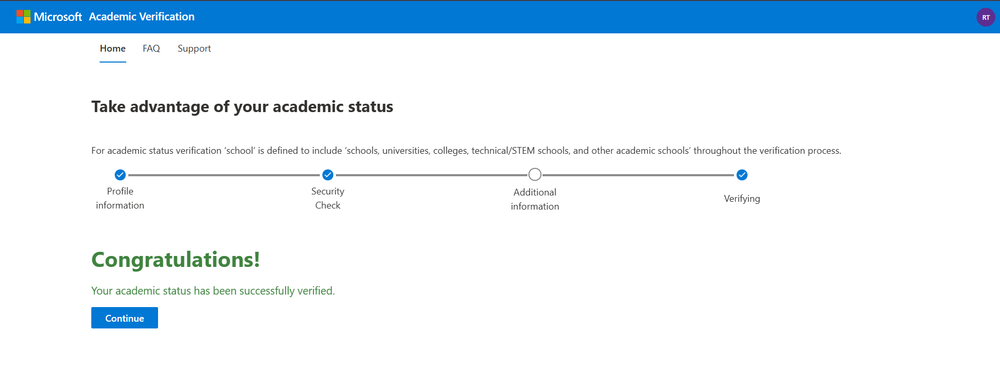 Microsoft Academic Verification
RT
Home FAQ Support
Take advantage of your academic status
For academic status verification ‘school’ is defined to include ‘schools, universities, colleges, technical/STEM schools, and other academic schools’ throughout the verification process.
Profile
information
Security
Check
Additional
information
Verifying
Congratulations!
Your academic status has been successfully verified.
Continue